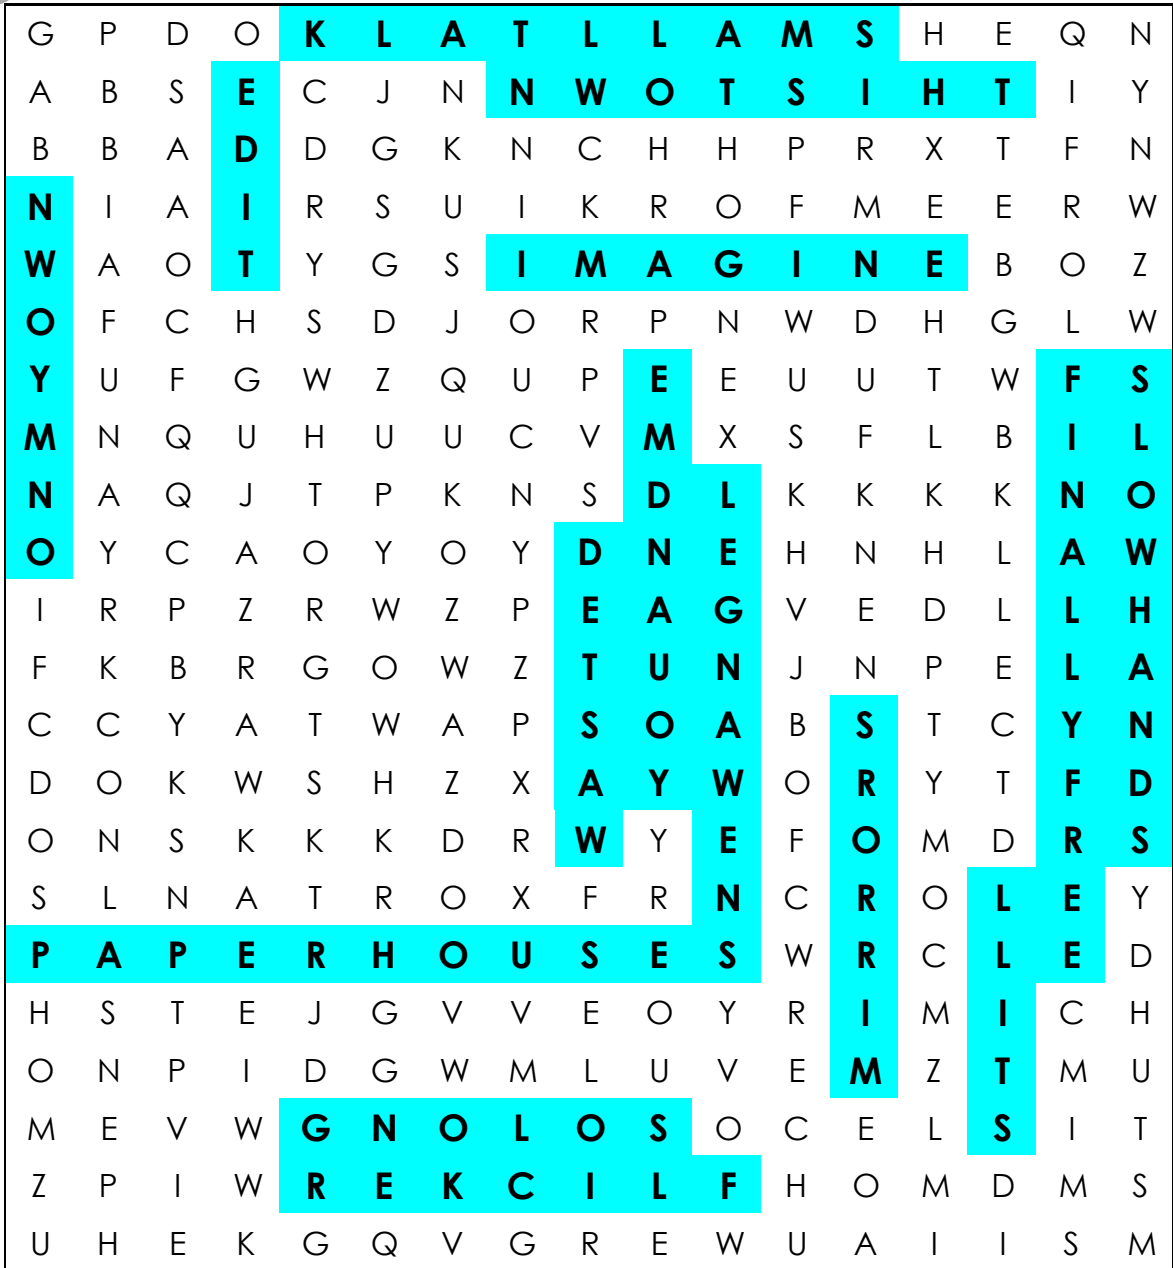 G P D O K L A T L L A M S H E Q N
A B S E C J N N W O T S I H T I Y
B B A D D G K N C H H P R X T F N
N I A I R S U I K R O F M E E R W
W A O T Y G S I M A G I N E B O Z
O F C H S D J O R P N W D H G L W
Y U F G W Z Q U P E E U U T W F S
M N Q U H U U C V M X S F L B I L
N A Q J T P K N S D L K K K K N O
O Y C A O Y O Y D N E H N H L A W
I R P Z R W Z P E A G V E D L L H
F K B R G O W Z T U N J N P E L A
C C Y A T W A P S O A B S T C Y N
D O K W S H Z X A Y W O R Y T F D
O N S K K K D R W Y E F O M D R S
S L N A T R O X F R N C R O L E Y
P A P E R H O U S E S W R C L E D
H S T E J G V V E O Y R I M I C H
O N P I D G W M L U V E M Z T M U
M E V W G N O L O S O C E L S I T
Z P I W R E K C I L F H O M D M S
U H E K G Q V G R E W U A I I S M